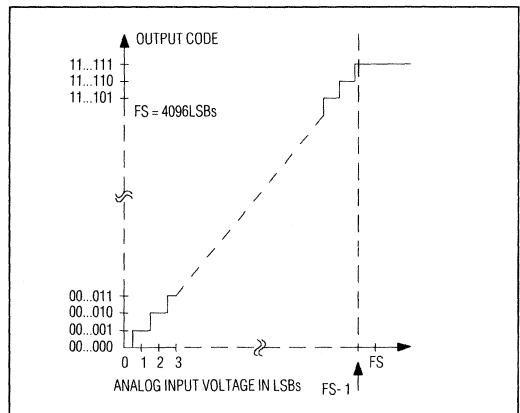 OUTPUT CODE
11...111
11...110
11...101
FS = 4096LSBs
00...011
00...010
00...001
00...000
0 1 2 3
FS
ANALOG INPUT VOLTAGE IN LSBs
FS- 1